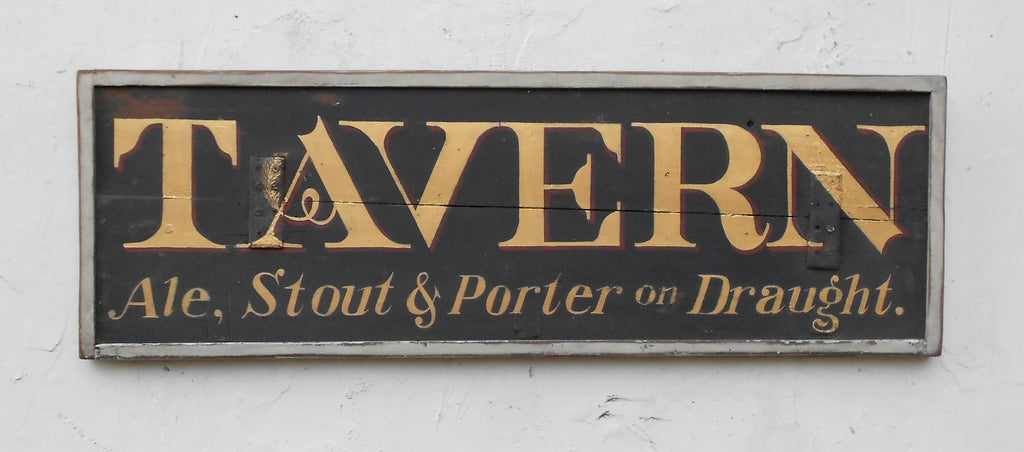 TAVERN
Ale, Stout & Porter on Draught.